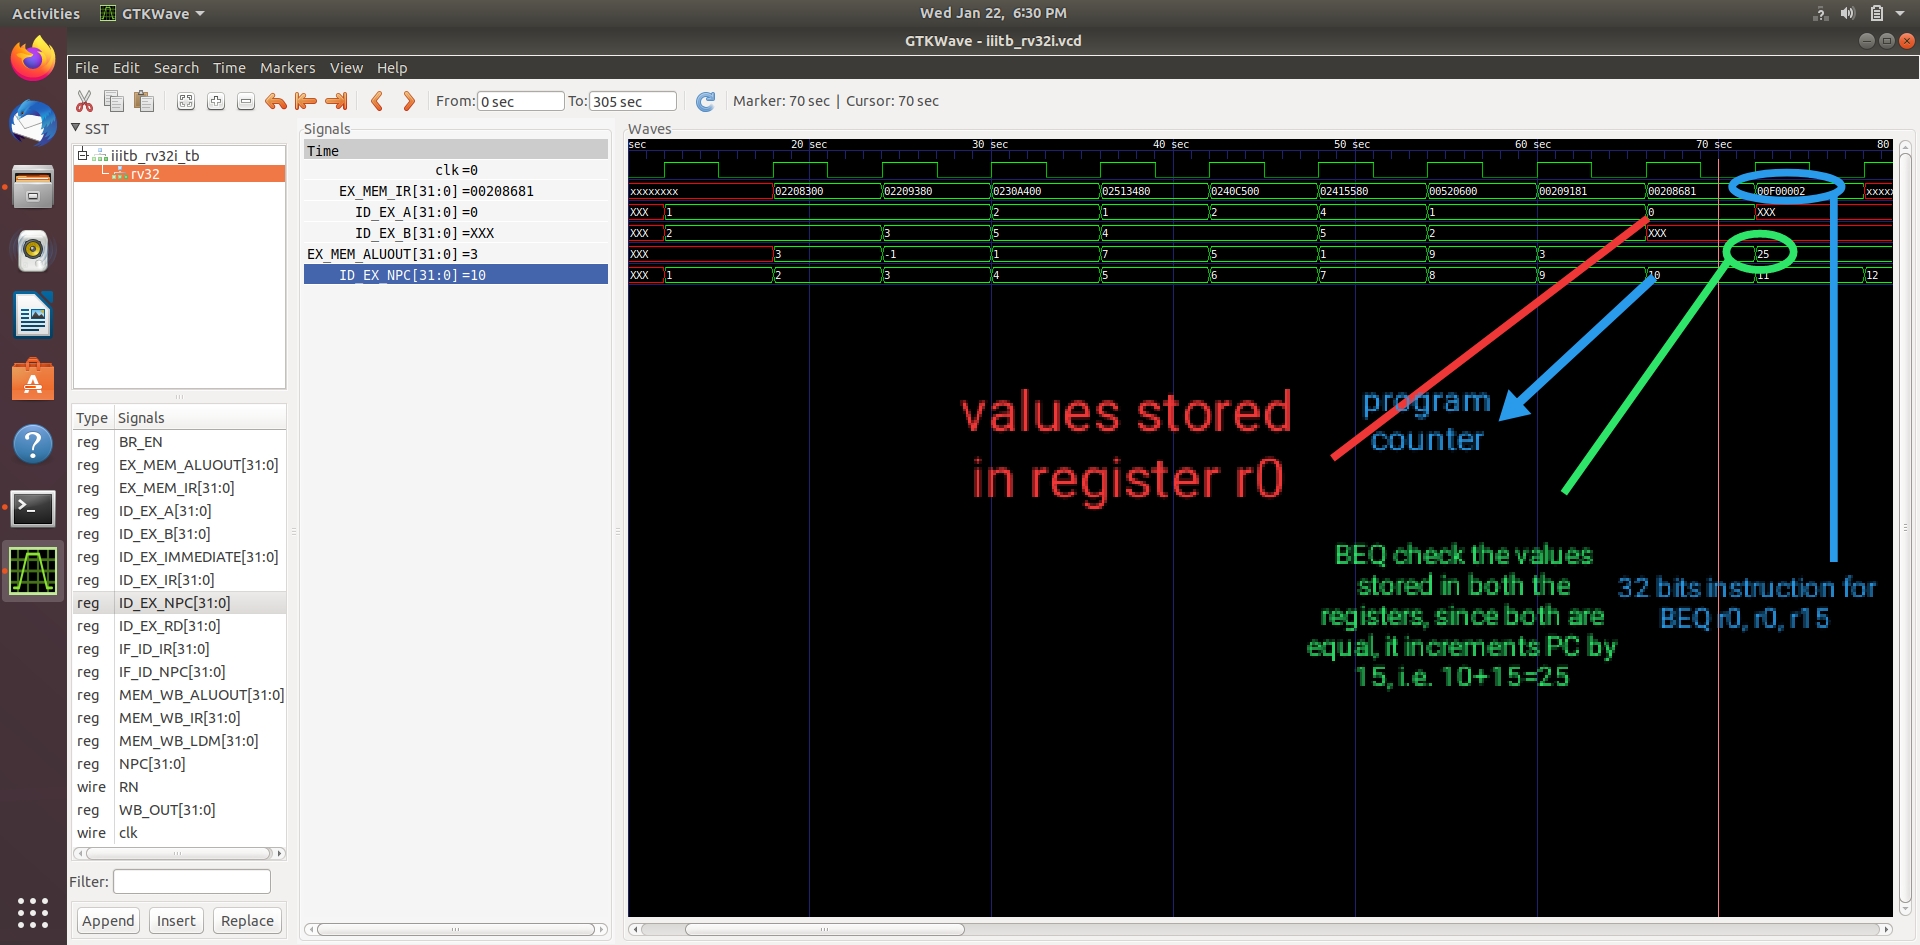 Activities GTKWave Wed Jan 22, 6:30 PM
GTKWave - iiitb_rv32i.vcd
File Edit Search Time Markers View Help
From: 0 sec To: 305 sec Marker: 70 sec | Cursor: 70 sec
SST
iiitb_rv32i_tb
rv32
Type Signals
reg BR_EN
reg EX_MEM_ALUOUT[31:0]
reg EX_MEM_IR[31:0]
reg ID_EX_A[31:0]
reg ID_EX_B[31:0]
reg ID_EX_IMMEDIATE[31:0]
reg ID_EX_IR[31:0]
reg ID_EX_NPC[31:0]
reg ID_EX_RD[31:0]
reg IF_ID_IR[31:0]
reg IF_ID_NPC[31:0]
reg MEM_WB_ALUOUT[31:0]
reg MEM_WB_IR[31:0]
reg MEM_WB_LDM[31:0]
reg NPC[31:0]
wire RN
reg WB_OUT[31:0]
wire clk
Filter:
Append Insert Replace
Signals
Time
clk =0
EX_MEM_IR[31:0] =00208681
ID_EX_A[31:0] =0
ID_EX_B[31:0] =XXX
EX_MEM_ALUOUT[31:0] =3
ID_EX_NPC[31:0] =10
Waves
sec 20 sec 30 sec 40 sec 50 sec 60 sec 70 sec 80
xxxxxxxx 02208300 02209380 0230A400 02513480 0240C500 02415580 00520600 00209181 00208681 00F00002 xxxxx
XXX 1 2 1 2 4 1 0 XXX
XXX 2 3 5 4 5 2 XXX
XXX 3 -1 1 7 5 1 9 3 25
XXX 1 2 3 4 5 6 7 8 9 10 11 12
values stored
in register r0
program
counter
BEQ check the values
stored in both the
registers, since both are
equal, it increments PC by
15, i.e. 10+15=25
32 bits instruction for
BEQ r0, r0, r15